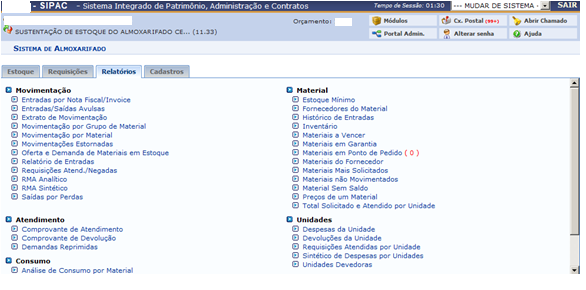 - SIPAC - Sistema Integrado de Patrimônio, Administração e Contratos Tempo de Sessão: 01:30 --- MUDAR DE SISTEMA --- SAIR
Orçamento: Módulos Cx. Postal (99+) Abrir Chamado
SUSTENTAÇÃO DE ESTOQUE DO ALMOXARIFADO CE... (11.33) Portal Admin. Alterar senha Ajuda
SISTEMA DE ALMOXARIFADO
Estoque Requisições Relatórios Cadastros
Movimentação
Entradas por Nota Fiscal/Invoice
Entradas/Saídas Avulsas
Extrato de Movimentação
Movimentação por Grupo de Material
Movimentação por Material
Movimentações Estornadas
Oferta e Demanda de Materiais em Estoque
Relatório de Entradas
Requisições Atend./Negadas
RMA Analítico
RMA Sintético
Saídas por Perdas
Material
Estoque Mínimo
Fornecedores do Material
Histórico de Entradas
Inventário
Materiais a Vencer
Materiais em Garantia
Materiais em Ponto de Pedido ( 0 )
Materiais do Fornecedor
Materiais Mais Solicitados
Materiais não Movimentados
Material Sem Saldo
Preços de um Material
Total Solicitado e Atendido por Unidade
Atendimento
Comprovante de Atendimento
Comprovante de Devolução
Demandas Reprimidas
Unidades
Despesas da Unidade
Devoluções da Unidade
Requisições Atendidas por Unidade
Sintético de Despesas por Unidades
Unidades Devedoras
Consumo
Análise de Consumo por Material